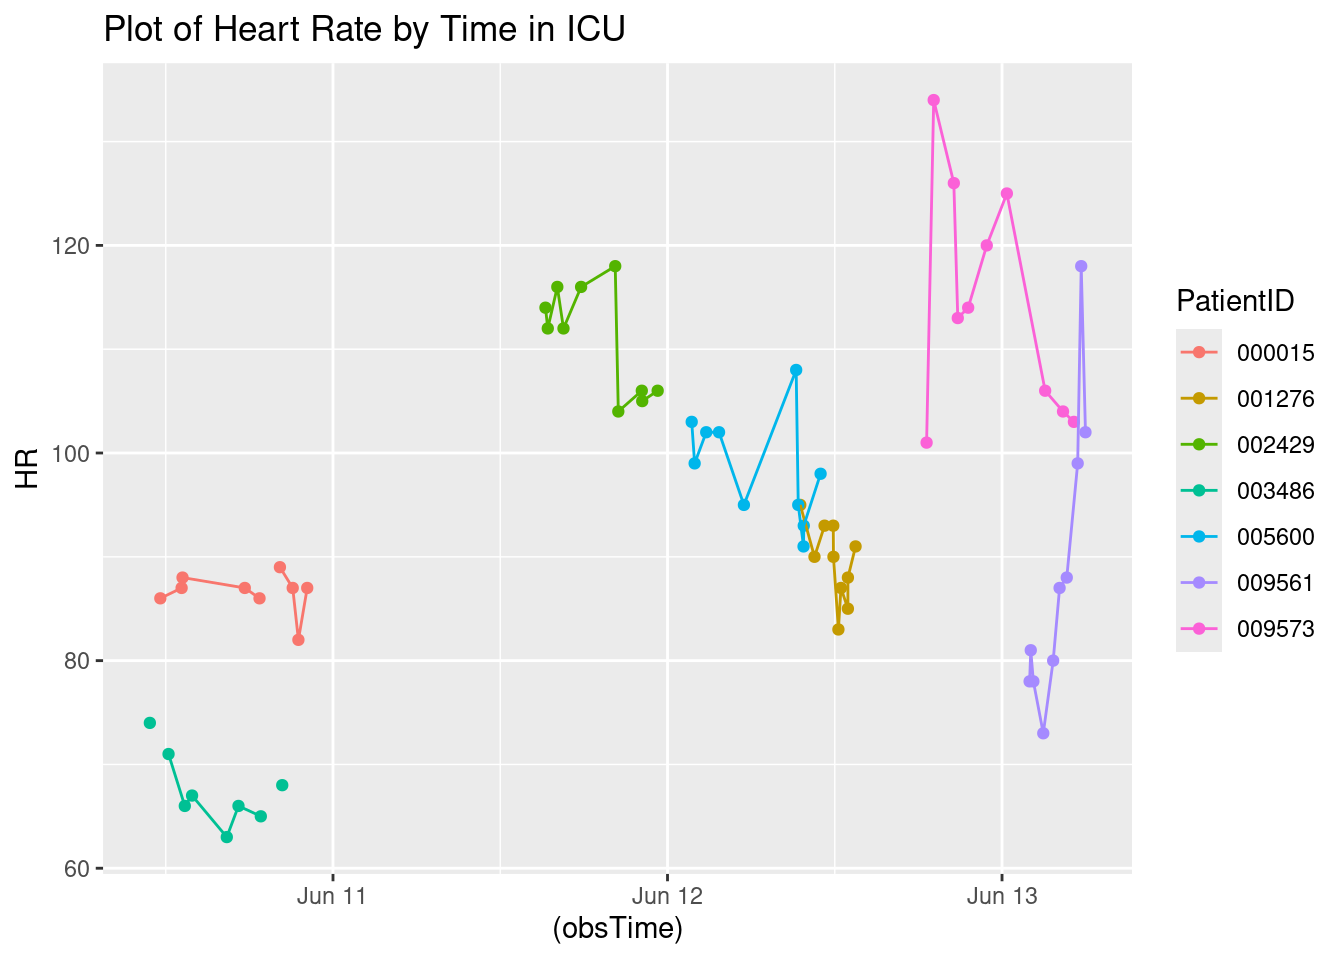 Plot of Heart Rate by Time in ICU
HR
120
100
80
60
Jun 11
Jun 12
Jun 13
(obsTime)
PatientID
000015
001276
002429
003486
005600
009561
009573